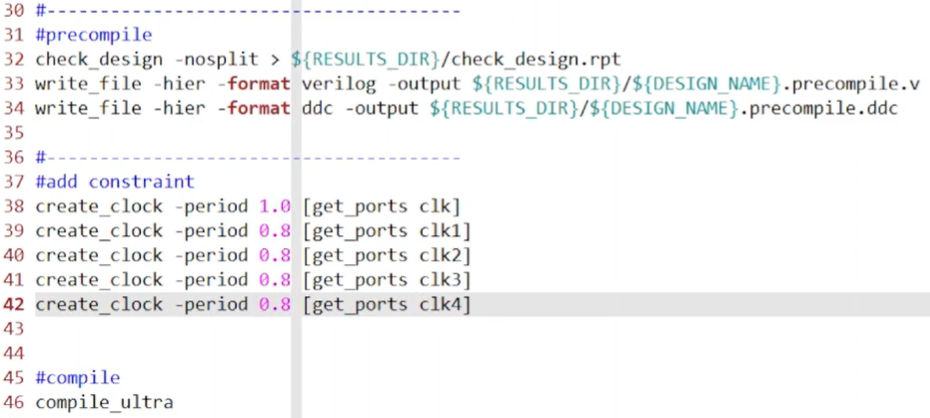 30 #---------------------------------------
31 #precompile
32 check_design -nosplit > ${RESULTS_DIR}/check_design.rpt
33 write_file -hier -format verilog -output ${RESULTS_DIR}/${DESIGN_NAME}.precompile.v
34 write_file -hier -format ddc -output ${RESULTS_DIR}/${DESIGN_NAME}.precompile.ddc
35
36 #---------------------------------------
37 #add constraint
38 create_clock -period 1.0 [get_ports clk]
39 create_clock -period 0.8 [get_ports clk1]
40 create_clock -period 0.8 [get_ports clk2]
41 create_clock -period 0.8 [get_ports clk3]
42 create_clock -period 0.8 [get_ports clk4]
43
44
45 #compile
46 compile_ultra